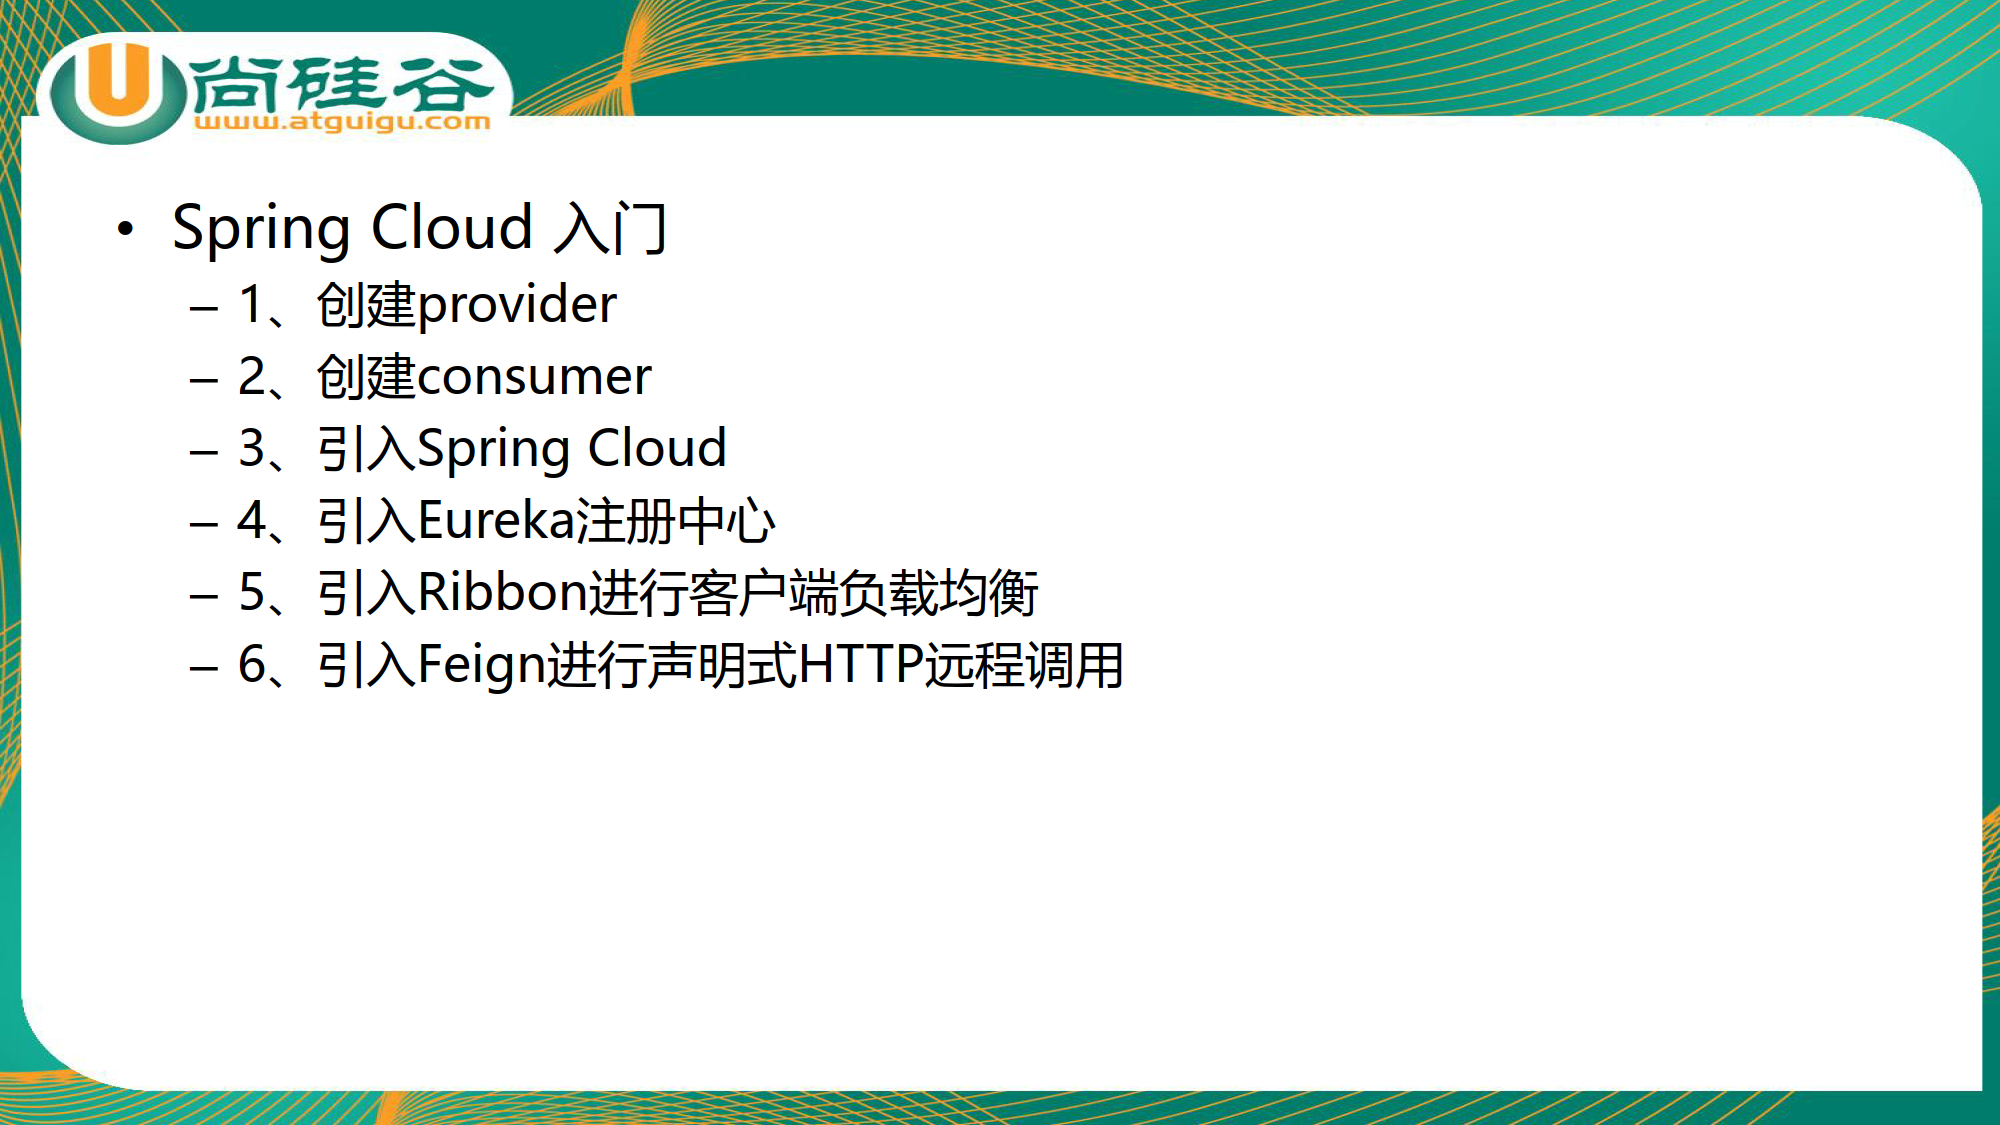 尚硅谷
www.atguigu.com
• Spring Cloud 入门
– 1、创建provider
– 2、创建consumer
– 3、引入Spring Cloud
– 4、引入Eureka注册中心
– 5、引入Ribbon进行客户端负载均衡
– 6、引入Feign进行声明式HTTP远程调用